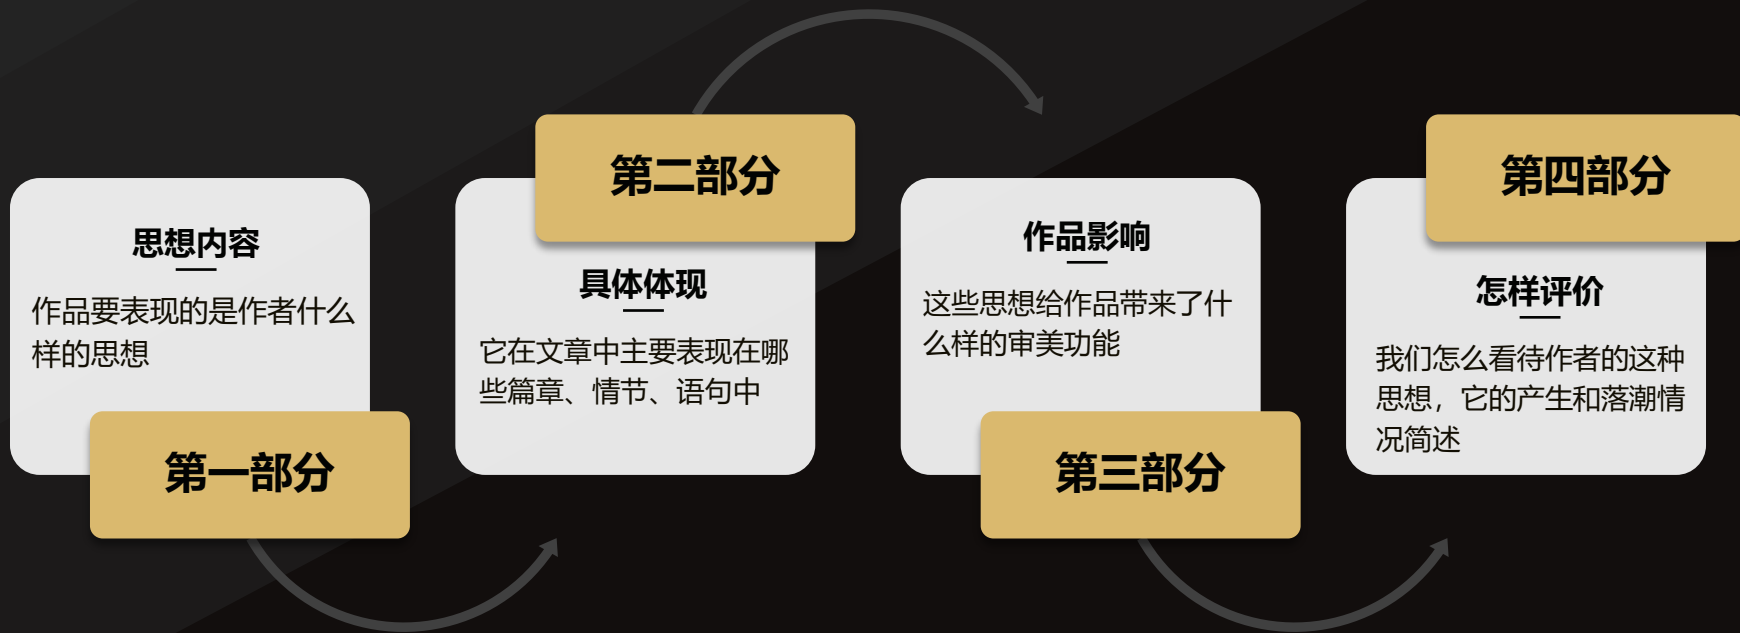 思想内容
作品要表现的是作者什么
样的思想
第一部分
第二部分
具体体现
它在文章中主要表现在哪
些篇章、情节、语句中
作品影响
这些思想给作品带来了什
么样的审美功能
第三部分
第四部分
怎样评价
我们怎么看待作者的这种
思想，它的产生和落潮情
况简述